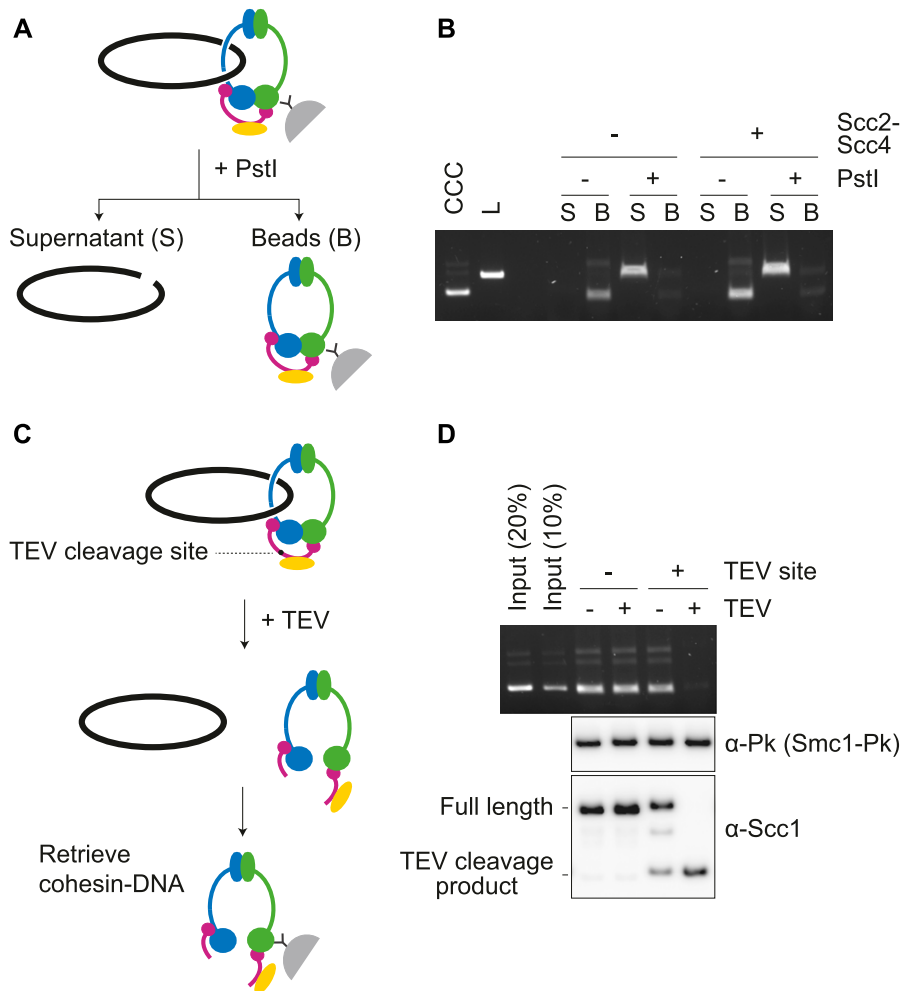 A
+ PstI
Supernatant (S)
Beads (B)
B
Scc2-
Scc4
- +
PstI
- + - +
CCC L S B S B S B S B
C
TEV cleavage site
+ TEV
Retrieve
cohesin-DNA
D
Input (20%)
Input (10%)
- + TEV site
- + - + TEV
α-Pk (Smc1-Pk)
Full length
α-Scc1
TEV cleavage
product